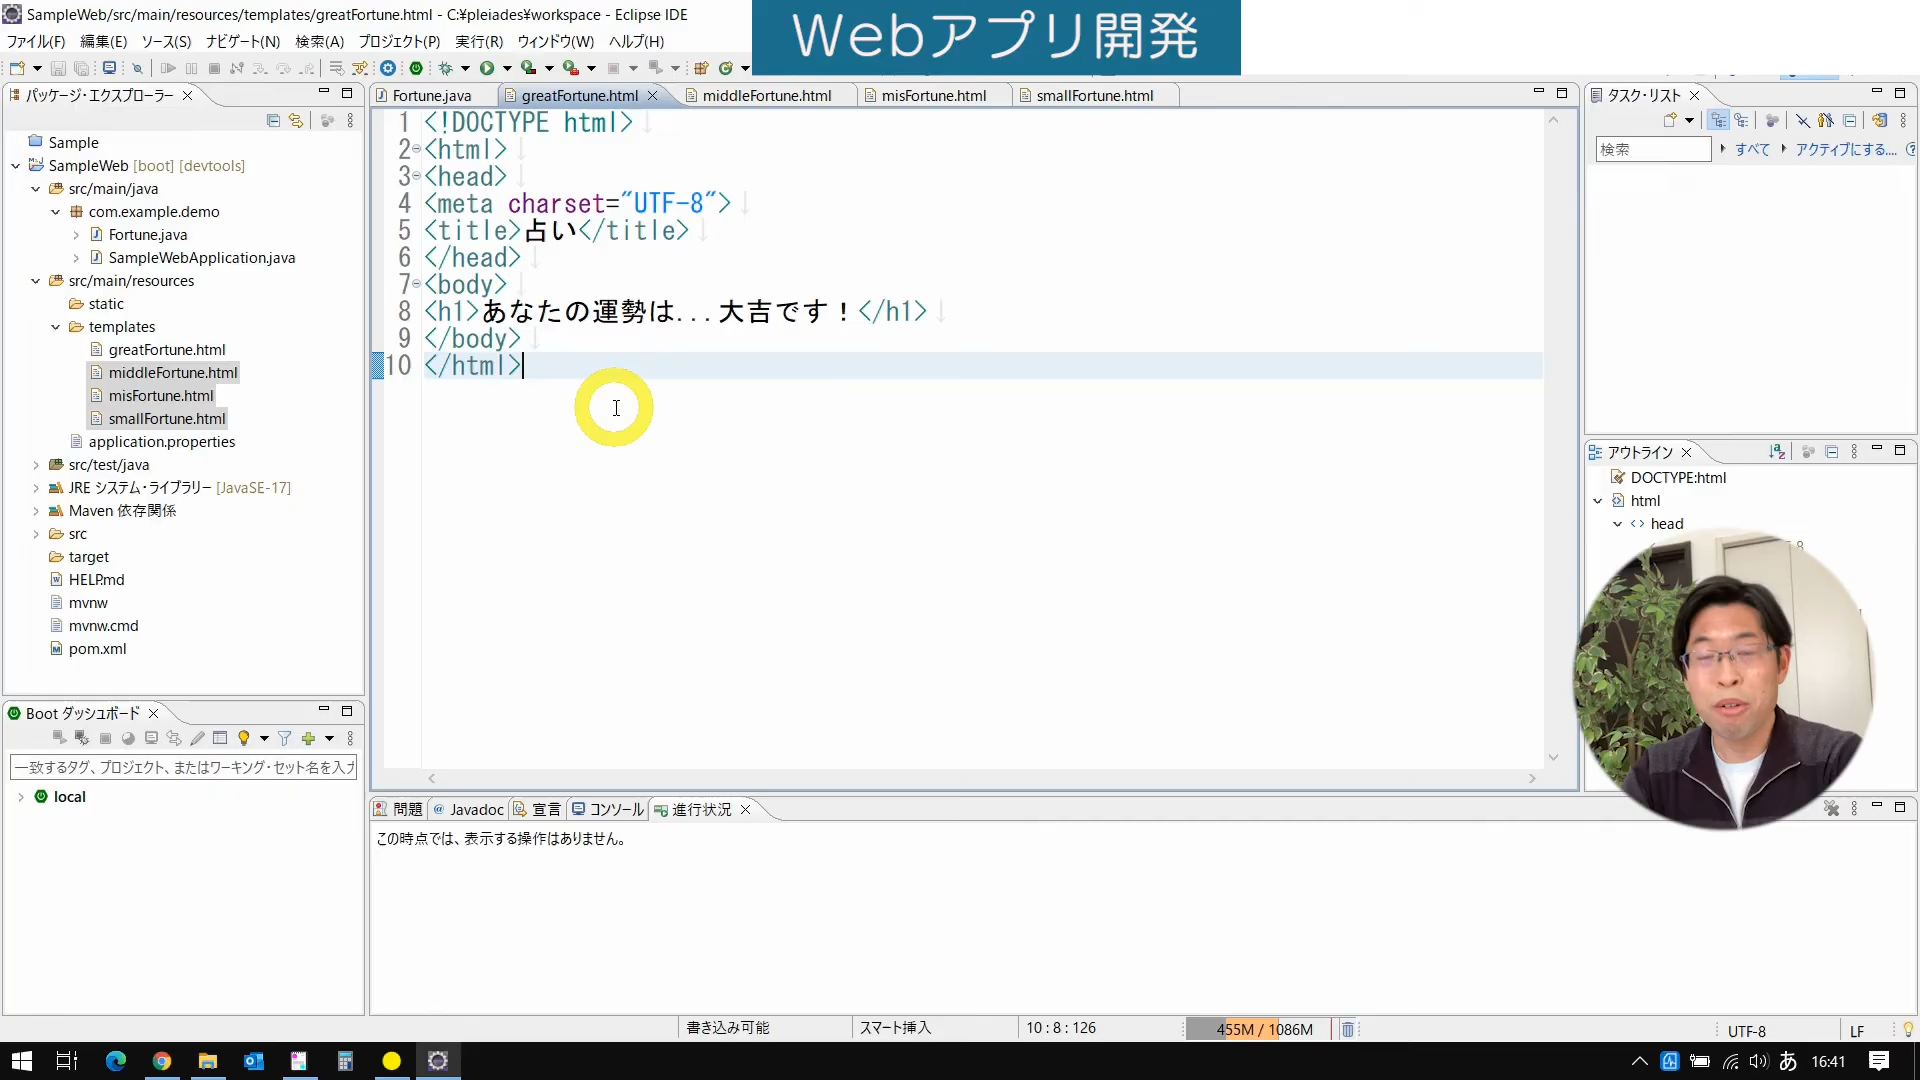 SampleWeb/src/main/resources/templates/greatFortune.html - C:¥pleiades¥workspace - Eclipse IDE
Webアプリ開発
ファイル(F) 編集(E) ソース(S) ナビゲート(N) 検索(A) プロジェクト(P) 実行(R) ウィンドウ(W) ヘルプ(H)
パッケージ・エクスプローラー
Sample
SampleWeb [boot] [devtools]
src/main/java
com.example.demo
Fortune.java
SampleWebApplication.java
src/main/resources
static
templates
greatFortune.html
middleFortune.html
misFortune.html
smallFortune.html
application.properties
src/test/java
JRE システム・ライブラリー [JavaSE-17]
Maven 依存関係
src
target
HELP.md
mvnw
mvnw.cmd
pom.xml
Boot ダッシュボード
一致するタグ、プロジェクト、またはワーキング・セット名を入力
local
Fortune.java greatFortune.html middleFortune.html misFortune.html smallFortune.html
1 <!DOCTYPE html>
2 <html>
3 <head>
4 <meta charset="UTF-8">
5 <title>占い</title>
6 </head>
7 <body>
8 <h1>あなたの運勢は...大吉です！</h1>
9 </body>
10 </html>
問題 @ Javadoc 宣言 コンソール 進行状況
この時点では、表示する操作はありません。
タスク・リスト
検索 すべて アクティブにする....
アウトライン
DOCTYPE:html
html
head
書き込み可能 スマート挿入 10 : 8 : 126 455M / 1086M UTF-8 LF
あ 16:41